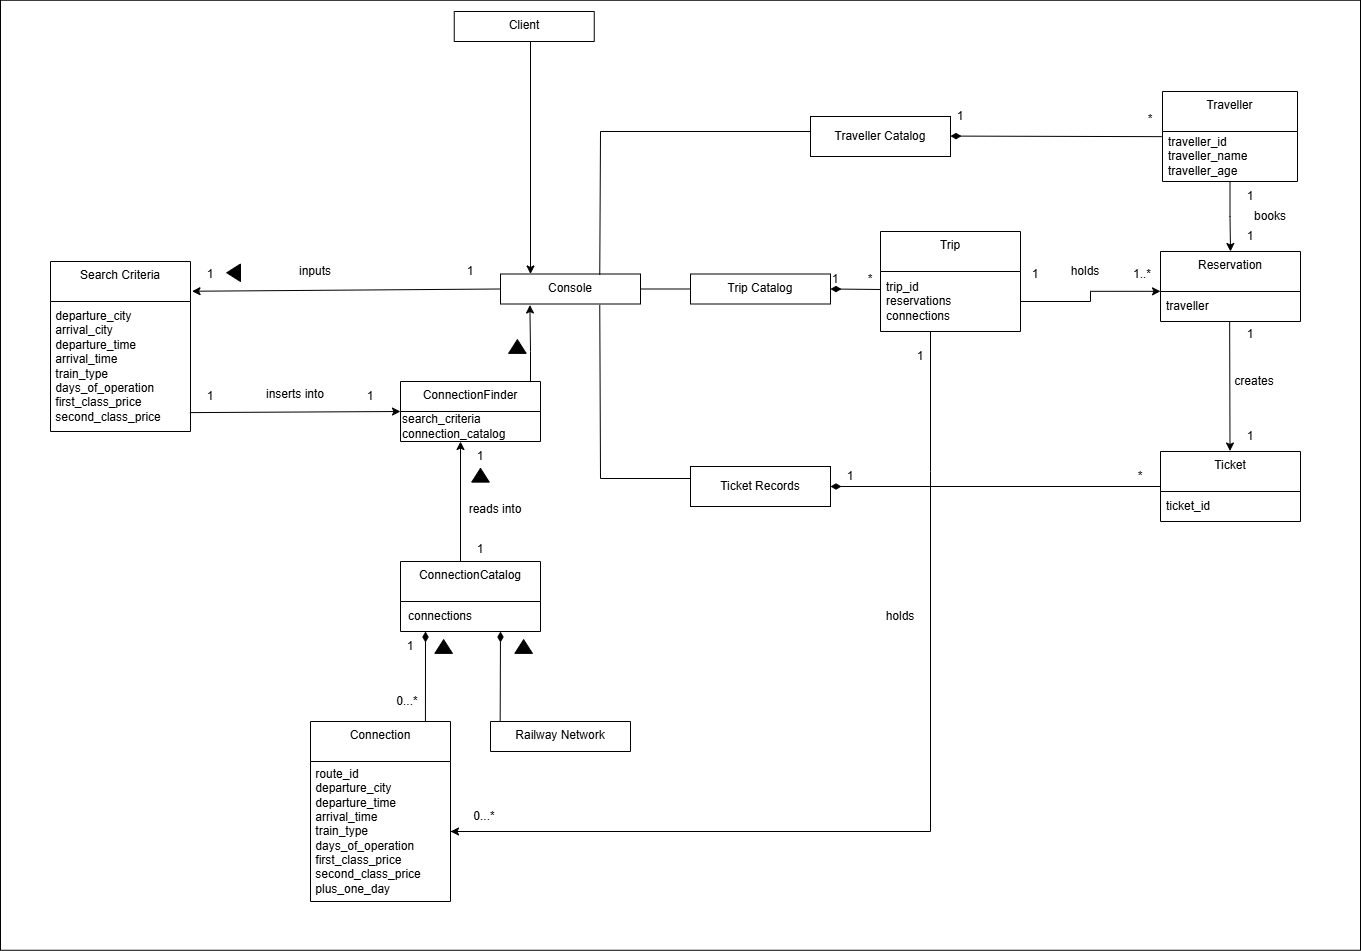 Client
Traveller
traveller_id
traveller_name
traveller_age
Traveller Catalog
1
*
1
books
1
Search Criteria
departure_city
arrival_city
departure_time
arrival_time
train_type
days_of_operation
first_class_price
second_class_price
1
inputs
1
Console
Trip Catalog
1
*
Trip
trip_id
reservations
connections
1
holds
1..*
Reservation
traveller
1
creates
1
1
inserts into
1
ConnectionFinder
search_criteria
connection_catalog
1
reads into
1
Ticket Records
1
*
Ticket
ticket_id
ConnectionCatalog
connections
1
0...*
1
holds
0...*
Connection
route_id
departure_city
departure_time
arrival_time
train_type
days_of_operation
first_class_price
second_class_price
plus_one_day
Railway Network